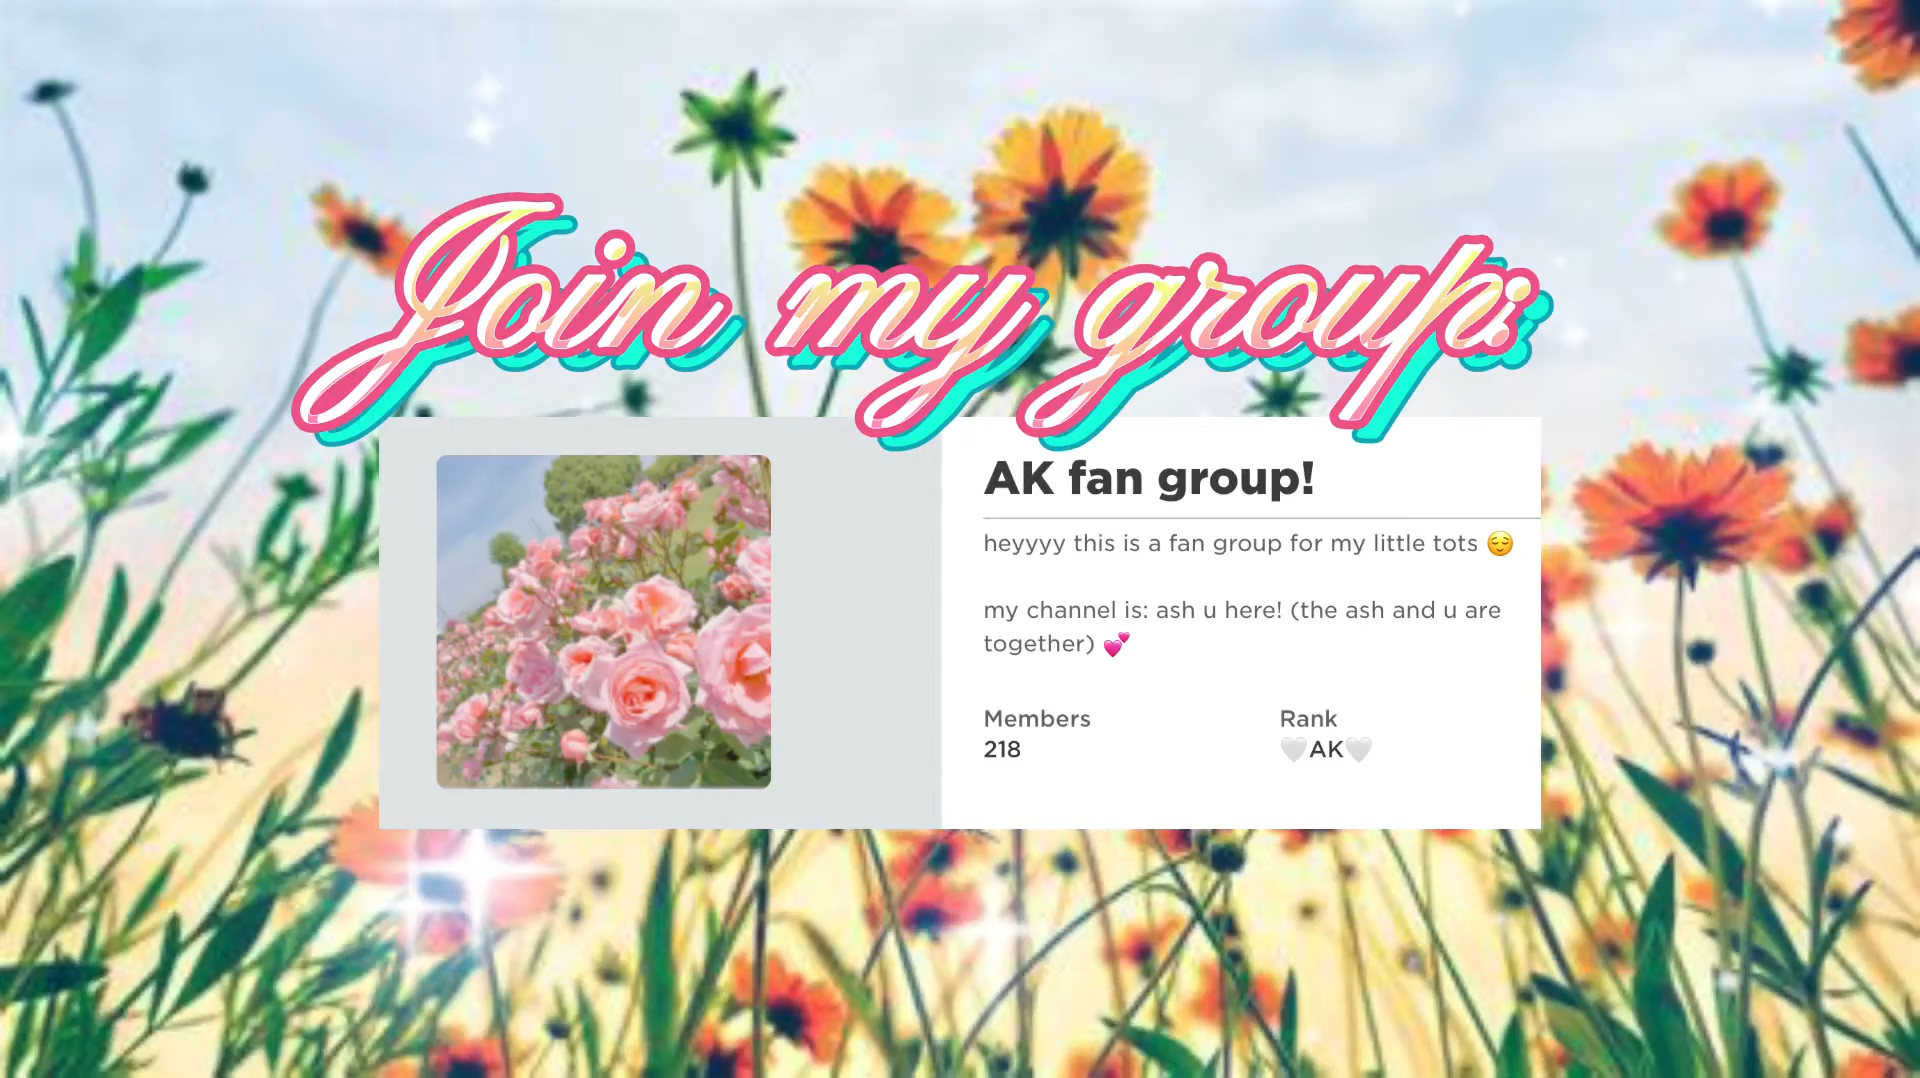 Join my group:
AK fan group!
heyyyy this is a fan group for my little tots 😌
my channel is: ash u here! (the ash and u are
together) 💕
Members
218
Rank
🤍AK🤍